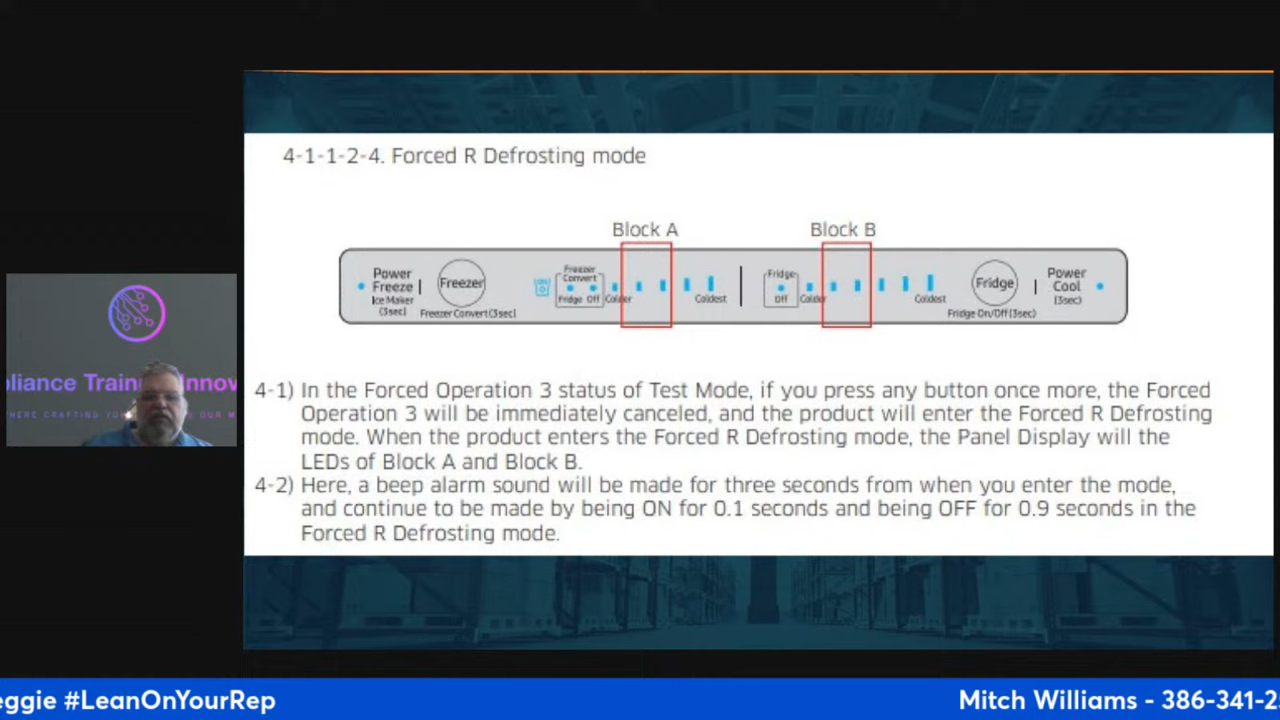 4-1-1-2-4. Forced R Defrosting mode
Block A
Block B
Power
Freeze
Ice Maker
(3sec)
Freezer
Freezer Convert(3sec)
Freezer
Convert
Fridge Off
Colder
Coldest
Fridge
Off
Colder
Coldest
Fridge
Fridge On/Off(3sec)
Power
Cool
(3sec)
pliance Train Innov
HERE CRAFTING YO OUR M
4-1) In the Forced Operation 3 status of Test Mode, if you press any button once more, the Forced
Operation 3 will be immediately canceled, and the product will enter the Forced R Defrosting
mode. When the product enters the Forced R Defrosting mode, the Panel Display will the
LEDs of Block A and Block B.
4-2) Here, a beep alarm sound will be made for three seconds from when you enter the mode,
and continue to be made by being ON for 0.1 seconds and being OFF for 0.9 seconds in the
Forced R Defrosting mode.
eggie #LeanOnYourRep
Mitch Williams - 386-341-2